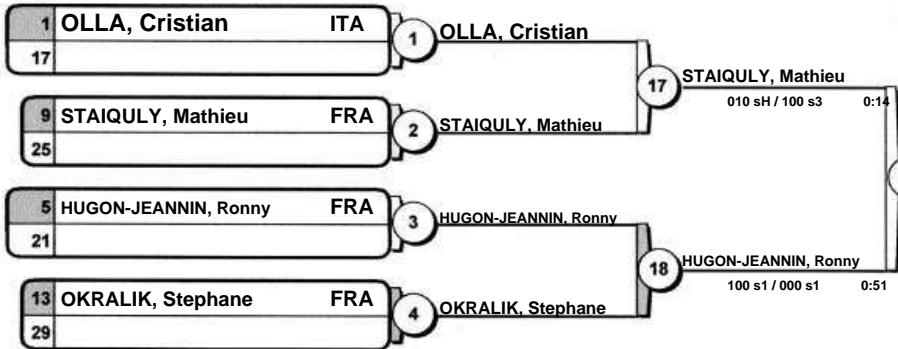 1 OLLA, Cristian ITA
17
1
OLLA, Cristian
9 STAIQULY, Mathieu FRA
25
2
STAIQULY, Mathieu
17
STAIQULY, Mathieu
010 sH / 100 s3 0:14
5 HUGON-JEANNIN, Ronny FRA
21
3
HUGON-JEANNIN, Ronny
13 OKRALIK, Stephane FRA
29
4
OKRALIK, Stephane
18
HUGON-JEANNIN, Ronny
100 s1 / 000 s1 0:51